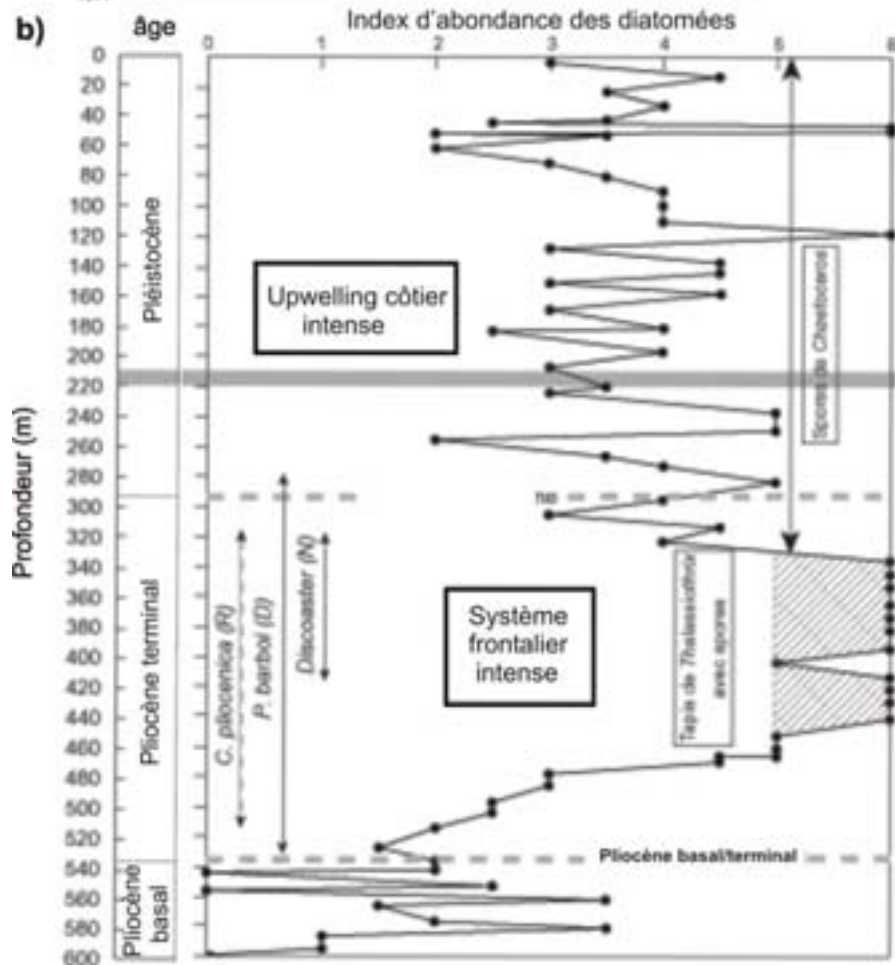 b)
âge
Index d'abondance des diatomées
0 1 2 3 4 5 6
Profondeur (m)
0
20
40
60
80
100
120
140
160
180
200
220
240
260
280
300
320
340
360
380
400
420
440
460
480
500
520
540
560
580
600
Pléistocène
Pliocène terminal
Pliocène
basal
Upwelling côtier
intense
Spores de Chaetoceros
C. pliocenica (R)
P. barboi (D)
Discoaster (N)
Système
frontalier
intense
Tapis de Thalassiothrix
avec spores
Pliocène basal/terminal